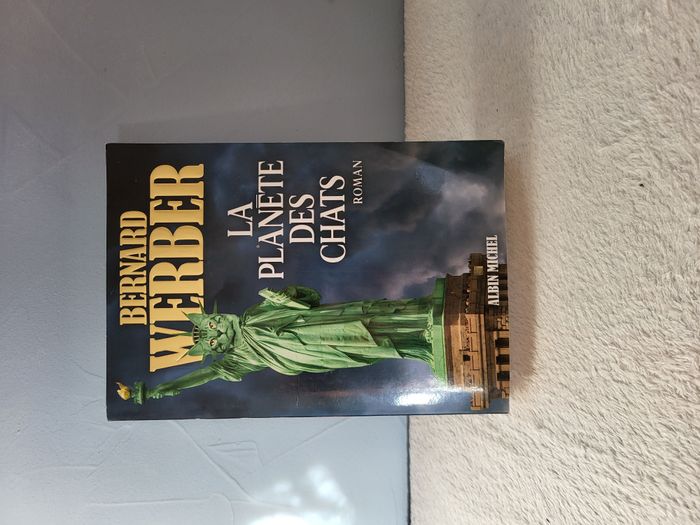 BERNARD
WERBER
LA
PLANÈTE
DES
CHATS
ROMAN
ALBIN MICHEL